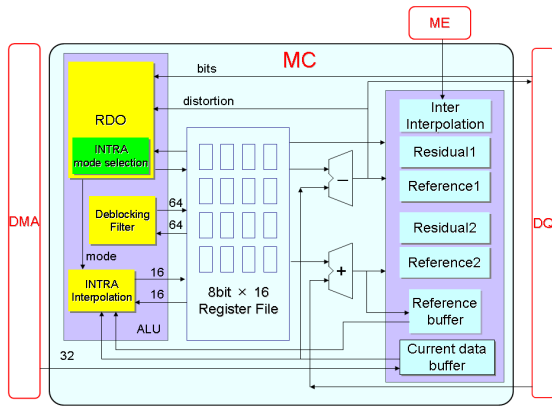 ME
MC
bits
distortion
RDO
INTRA
mode selection
Inter
Interpolation
Residual1
Reference1
DMA
DQ
Deblocking
Filter
64
64
Residual2
Reference2
mode
INTRA
Interpolation
16
16
8bit × 16
Register File
Reference
buffer
ALU
32
Current data
buffer
−
+